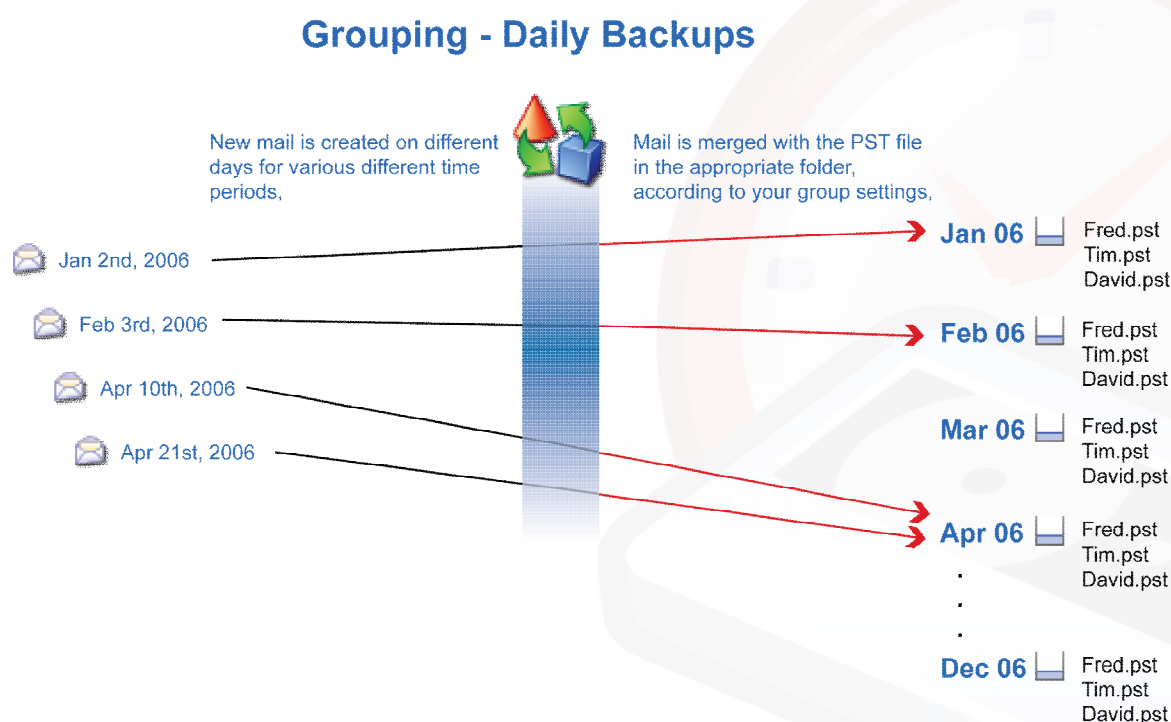 Grouping - Daily Backups
New mail is created on different
days for various different time
periods,
Mail is merged with the PST file
in the appropriate folder,
according to your group settings,
Jan 2nd, 2006
Feb 3rd, 2006
Apr 10th, 2006
Apr 21st, 2006
Jan 06
Fred.pst
Tim.pst
David.pst
Feb 06
Fred.pst
Tim.pst
David.pst
Mar 06
Fred.pst
Tim.pst
David.pst
Apr 06
Fred.pst
Tim.pst
David.pst
.
.
.
Dec 06
Fred.pst
Tim.pst
David.pst